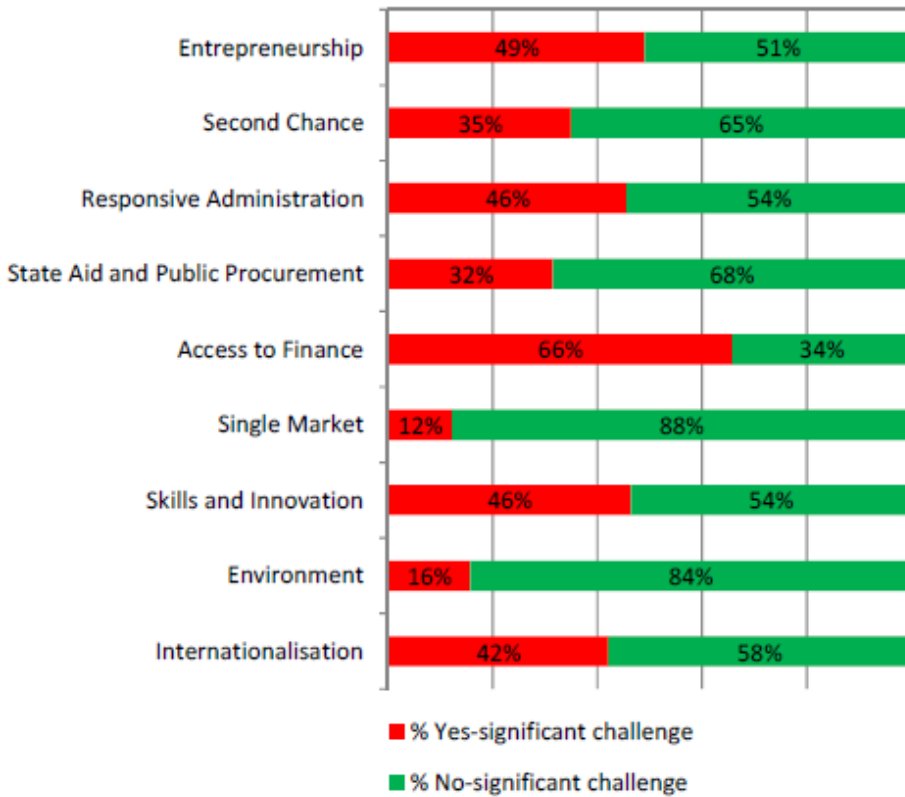 Entrepreneurship 49% 51%
Second Chance 35% 65%
Responsive Administration 46% 54%
State Aid and Public Procurement 32% 68%
Access to Finance 66% 34%
Single Market 12% 88%
Skills and Innovation 46% 54%
Environment 16% 84%
Internationalisation 42% 58%
% Yes-significant challenge
% No-significant challenge